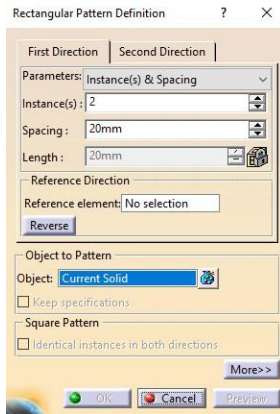 Rectangular Pattern Definition ? ×
First Direction Second Direction
Parameters: Instance(s) & Spacing
Instance(s) : 2
Spacing : 20mm
Length : 20mm
Reference Direction
Reference element: No selection
Reverse
Object to Pattern
Object: Current Solid
Keep specifications
Square Pattern
Identical instances in both directions
More>>
OK Cancel Preview